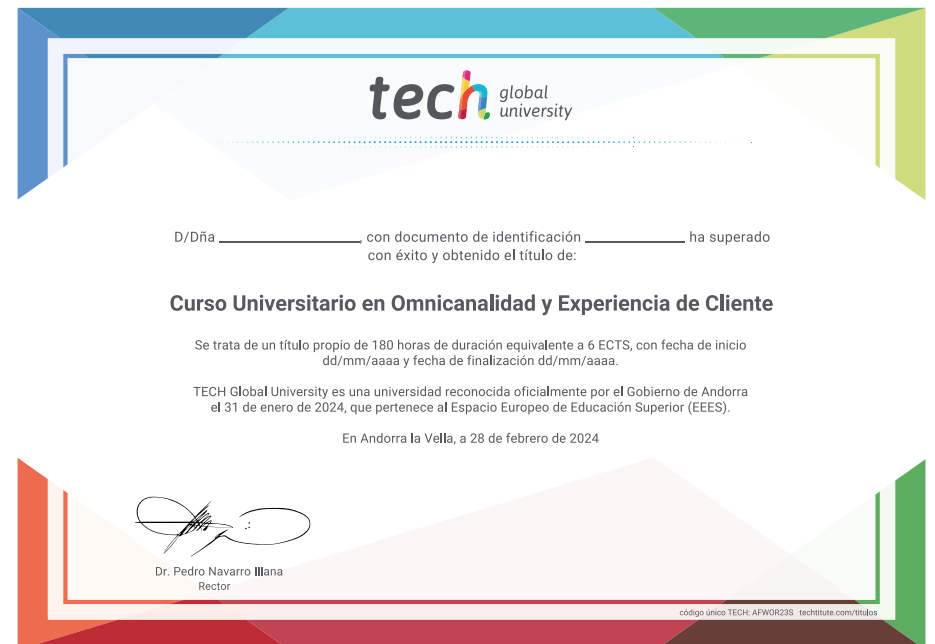 tech global university
D/Dña ______________, con documento de identificación __________ ha superado
con éxito y obtenido el título de:
Curso Universitario en Omnicanalidad y Experiencia de Cliente
Se trata de un título propio de 180 horas de duración equivalente a 6 ECTS, con fecha de inicio
dd/mm/aaaa y fecha de finalización dd/mm/aaaa.
TECH Global University es una universidad reconocida oficialmente por el Gobierno de Andorra
el 31 de enero de 2024, que pertenece al Espacio Europeo de Educación Superior (EEES).
En Andorra la Vella, a 28 de febrero de 2024
Dr. Pedro Navarro Illana
Rector
código único TECH: AFWOR23S techtitute.com/titulos